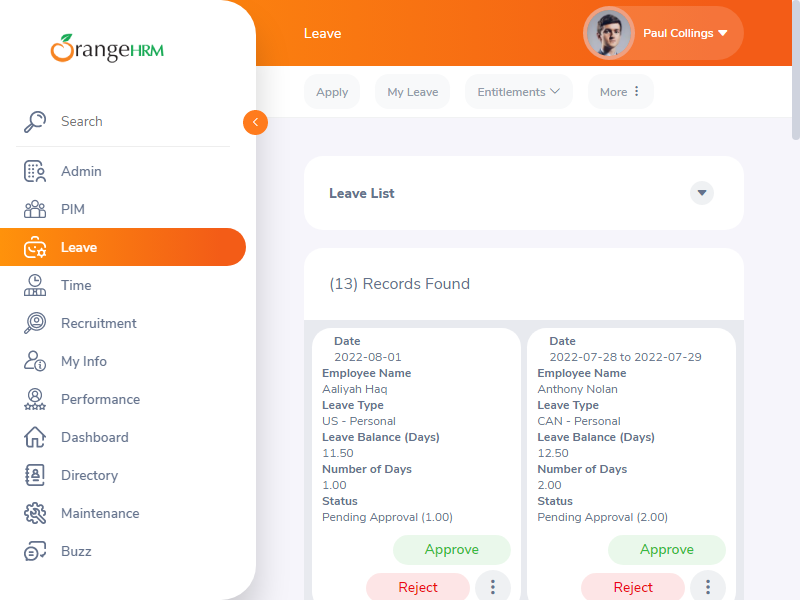 OrangeHRM
Search
Admin
PIM
Leave
Time
Recruitment
My Info
Performance
Dashboard
Directory
Maintenance
Buzz
Leave
Paul Collings
Apply
My Leave
Entitlements
More
Leave List
(13) Records Found
Date
2022-08-01
Employee Name
Aaliyah Haq
Leave Type
US - Personal
Leave Balance (Days)
11.50
Number of Days
1.00
Status
Pending Approval (1.00)
Approve
Reject
Date
2022-07-28 to 2022-07-29
Employee Name
Anthony Nolan
Leave Type
CAN - Personal
Leave Balance (Days)
12.50
Number of Days
2.00
Status
Pending Approval (2.00)
Approve
Reject